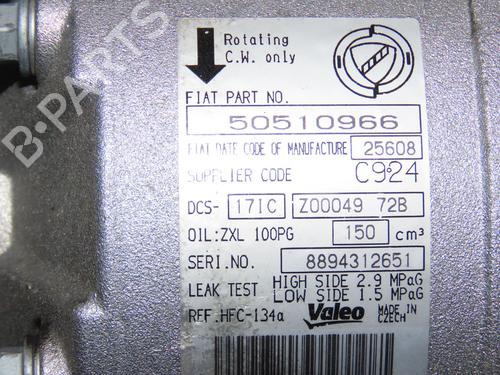 Rotating
C.W. only
FIAT PART NO.
50510966
FIAT DATE CODE OF MANUFACTURE 25608
SUPPLIER CODE C924
DCS- 17IC Z00049 72B
OIL:ZXL 100PG 150 cm³
SERI.NO. 8894312651
LEAK TEST HIGH SIDE 2.9 MPaG
LOW SIDE 1.5 MPaG
REF.HFC-134a Valeo MADE IN
CZECH
B-PARTS